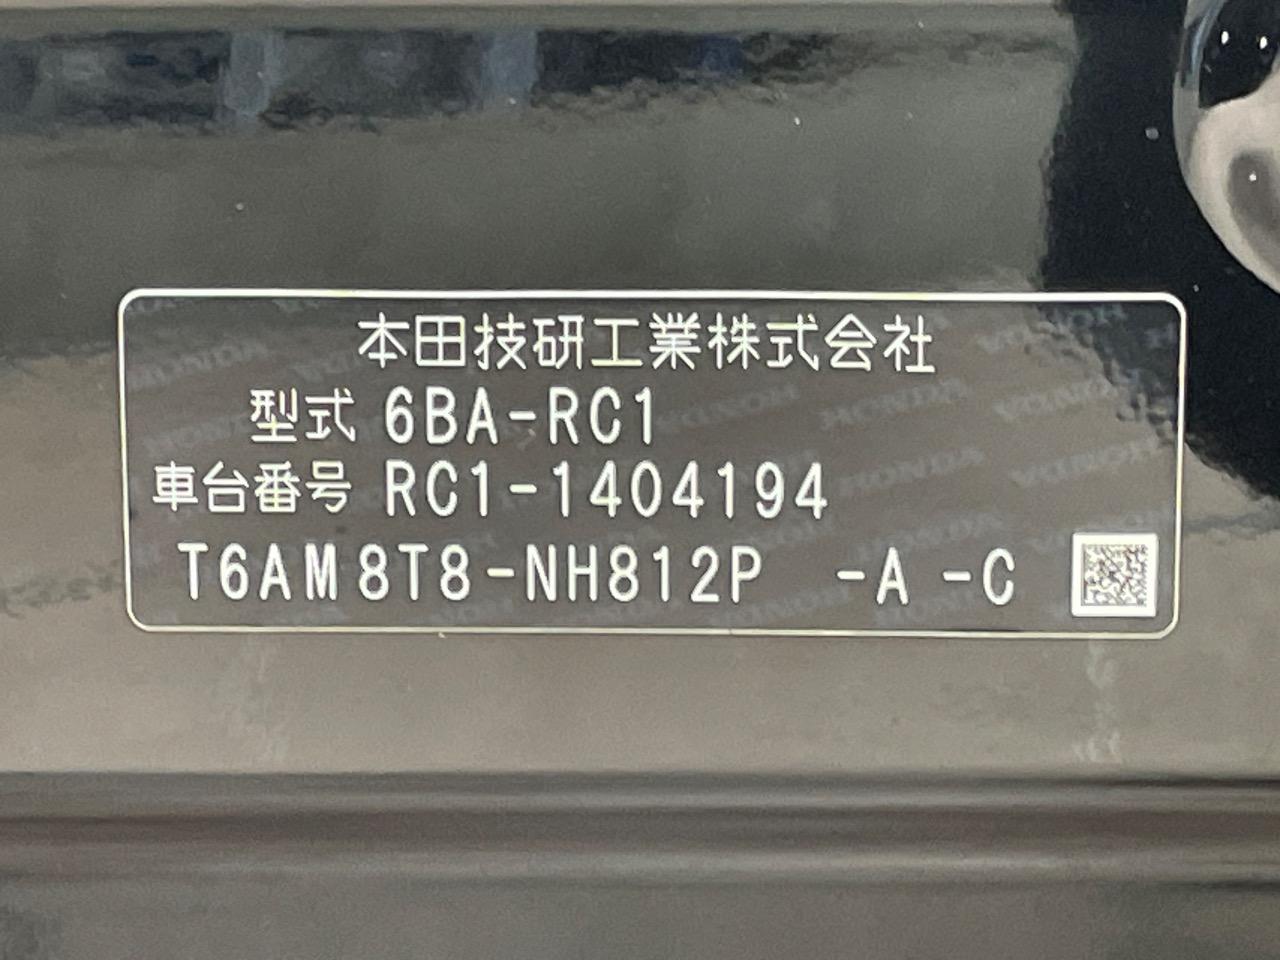 本田技研工業株式会社
型式 6BA-RC1
車台番号 RC1-1404194
T6AM8T8-NH812P -A -C